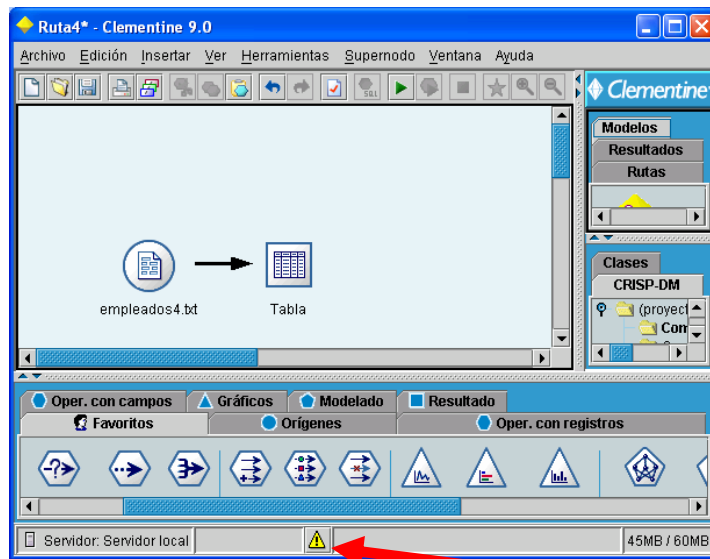 Ruta4* - Clementine 9.0
Archivo Edición Insertar Ver Herramientas Supernodo Ventana Ayuda
SQL
Clementine
Modelos
Resultados
Rutas
empleados4.txt
Tabla
Clases
CRISP-DM
(proyect
Com
Oper. con campos Gráficos Modelado Resultado
Favoritos Orígenes Oper. con registros
Servidor: Servidor local 45MB / 60MB